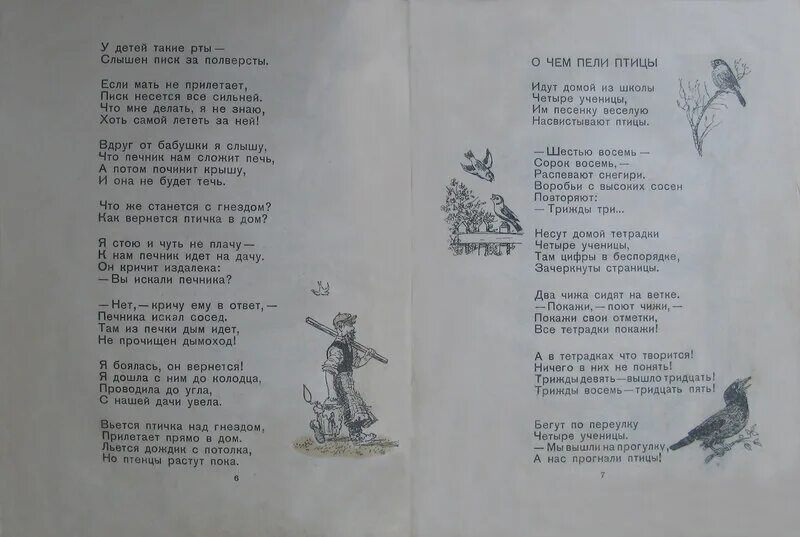 У детей такие рты —
Слышен писк за полверсты.
Если мать не прилетает,
Писк несется все сильней.
Что мне делать, я не знаю,
Хоть самой лететь за ней!
Вдруг от бабушки я слышу,
Что печник нам сложит печь,
А потом починит крышу,
И она не будет течь.
Что же станется с гнездом?
Как вернется птичка в дом?
Я стою и чуть не плачу —
К нам печник идет на дачу.
Он кричит издалека:
— Вы искали печника?
— Нет, — кричу ему в ответ, —
Печника искал сосед.
Там из печки дым идет,
Не прочищен дымоход!
Я боялась, он вернется!
Я дошла с ним до колодца,
Проводила до угла,
С нашей дачи увела.
Вьется птичка над гнездом,
Прилетает прямо в дом.
Льется дождик с потолка,
Но птенцы растут пока.
6
О ЧЕМ ПЕЛИ ПТИЦЫ
Идут домой из школы
Четыре ученицы,
Им песенку веселую
Насвистывают птицы.
— Шестью восемь —
Сорок восемь, —
Распевают снегири.
Воробьи с высоких сосен
Повторяют:
— Трижды три...
Несут домой тетрадки
Четыре ученицы,
Там цифры в беспорядке,
Зачеркнуты страницы.
Два чижа сидят на ветке.
— Покажи, — поют чижи, —
Покажи свои отметки,
Все тетрадки покажи!
А в тетрадках что творится!
Ничего в них не понять!
Трижды девять — вышло тридцать!
Трижды восемь — тридцать пять!
Бегут по переулку
Четыре ученицы.
— Мы вышли на прогулку,
А нас прогнали птицы!
7